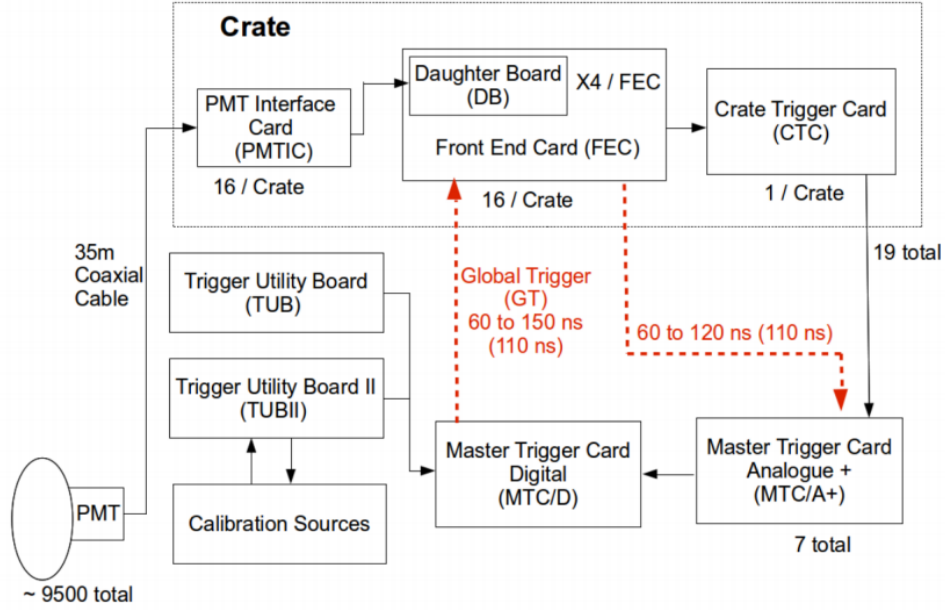 Crate
PMT Interface
Card
(PMTIC)
16 / Crate
Daughter Board
(DB)
X4 / FEC
Front End Card (FEC)
16 / Crate
Crate Trigger Card
(CTC)
1 / Crate
19 total
35m
Coaxial
Cable
Trigger Utility Board
(TUB)
Global Trigger
(GT)
60 to 150 ns
(110 ns)
60 to 120 ns (110 ns)
Trigger Utility Board II
(TUBII)
Master Trigger Card
Digital
(MTC/D)
Master Trigger Card
Analogue +
(MTC/A+)
7 total
PMT
Calibration Sources
~ 9500 total